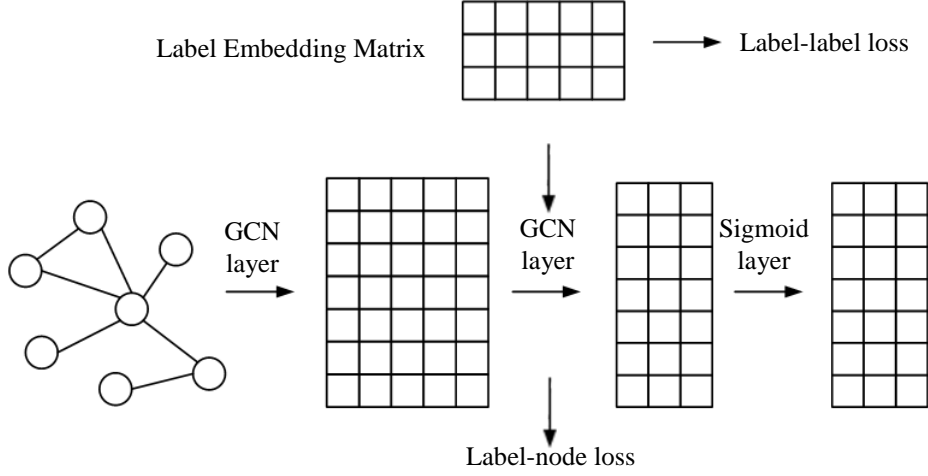 Label Embedding Matrix
Label-label loss
GCN
layer
GCN
layer
Sigmoid
layer
Label-node loss